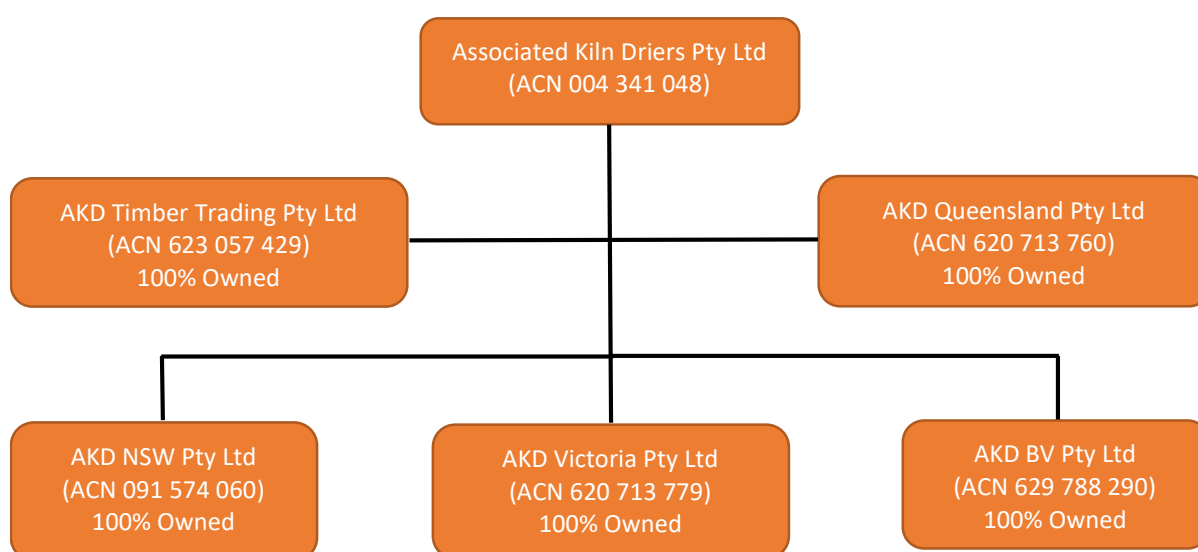 Associated Kiln Driers Pty Ltd
(ACN 004 341 048)
AKD Timber Trading Pty Ltd
(ACN 623 057 429)
100% Owned
AKD Queensland Pty Ltd
(ACN 620 713 760)
100% Owned
AKD NSW Pty Ltd
(ACN 091 574 060)
100% Owned
AKD Victoria Pty Ltd
(ACN 620 713 779)
100% Owned
AKD BV Pty Ltd
(ACN 629 788 290)
100% Owned